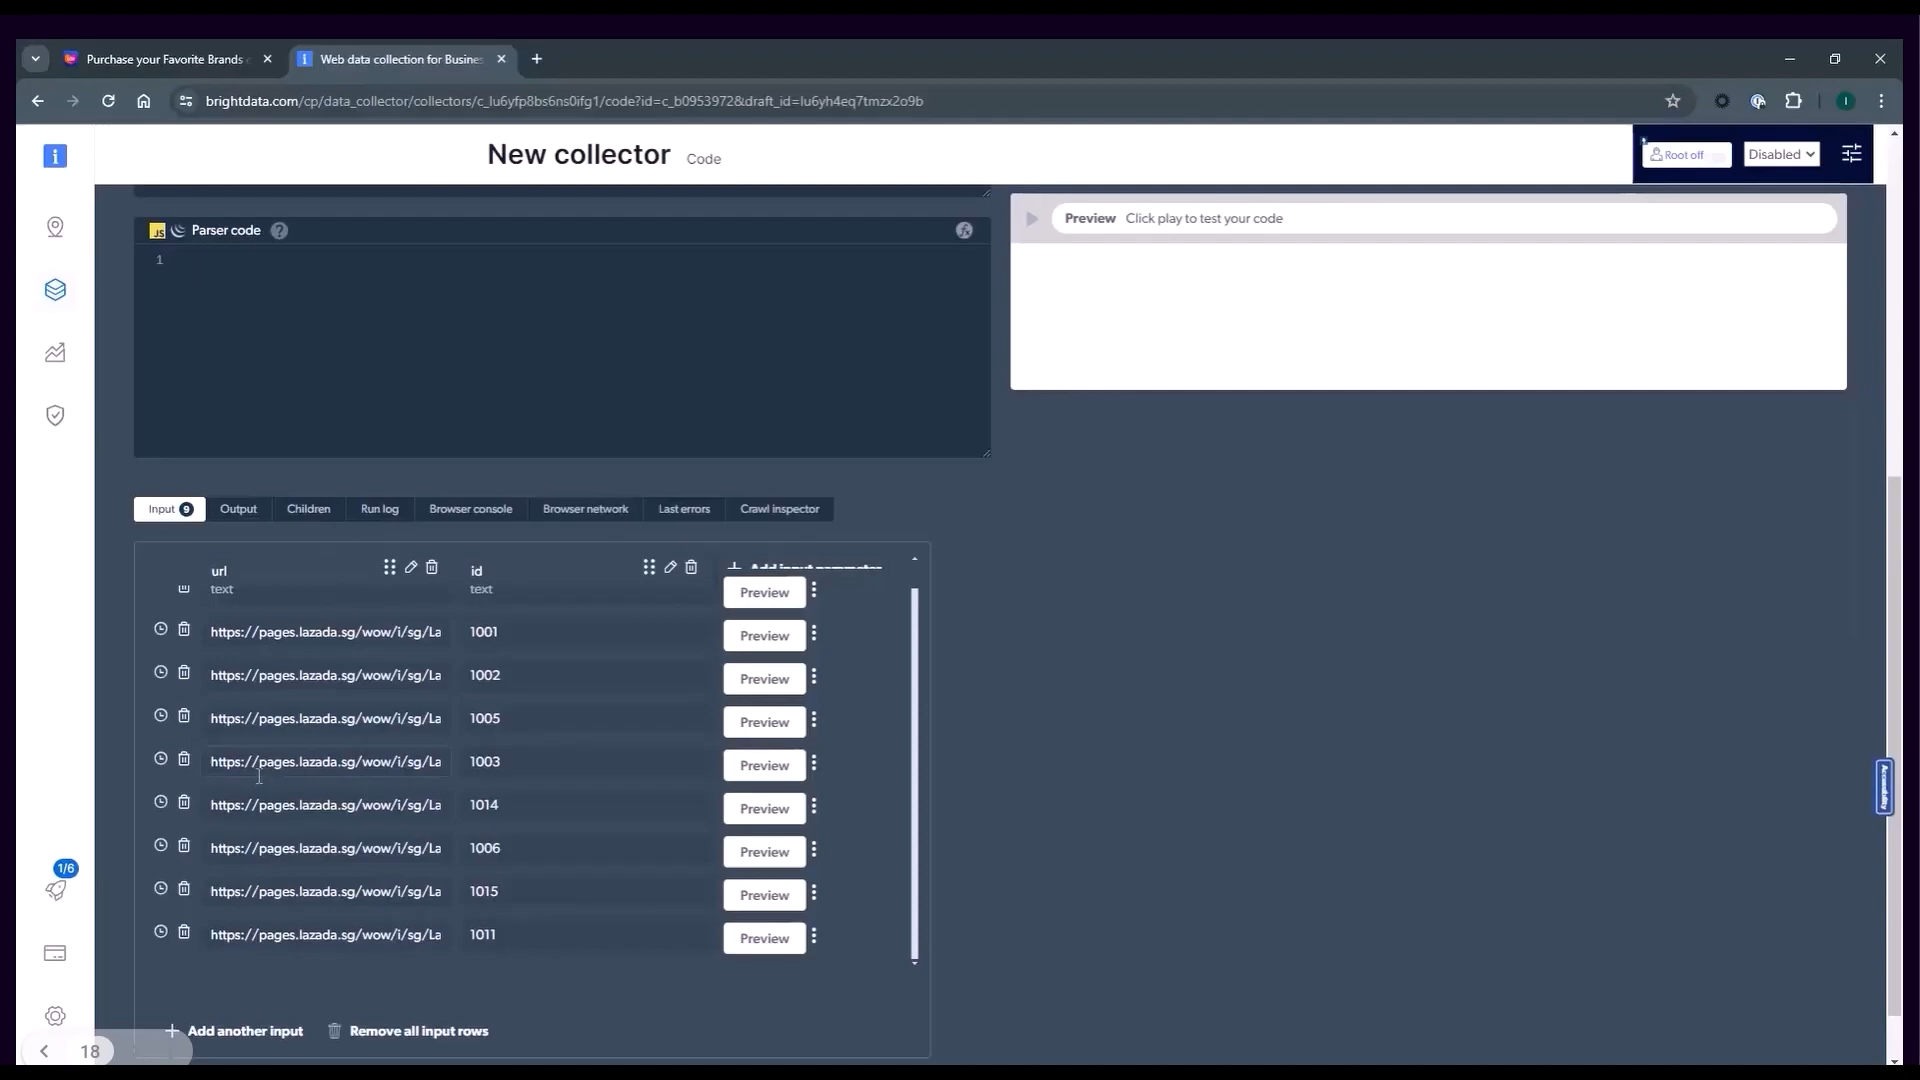 Purchase your Favorite Brands
Web data collection for Busine
brightdata.com/cp/data_collector/collectors/c_lu6yfp8bs6ns0ifg1/code?id=c_b0953972&draft_id=lu6yh4eq7tmzx2o9b
New collector Code
Root off
Disabled
JS Parser code ?
1
Preview Click play to test your code
Input 9 Output Children Run log Browser console Browser network Last errors Crawl inspector
url id Add input parameter
text text Preview
https://pages.lazada.sg/wow/i/sg/La 1001 Preview
https://pages.lazada.sg/wow/i/sg/La 1002 Preview
https://pages.lazada.sg/wow/i/sg/La 1005 Preview
https://pages.lazada.sg/wow/i/sg/La 1003 Preview
https://pages.lazada.sg/wow/i/sg/La 1014 Preview
https://pages.lazada.sg/wow/i/sg/La 1006 Preview
https://pages.lazada.sg/wow/i/sg/La 1015 Preview
https://pages.lazada.sg/wow/i/sg/La 1011 Preview
Add another input Remove all input rows
1/6
18
Accessibility